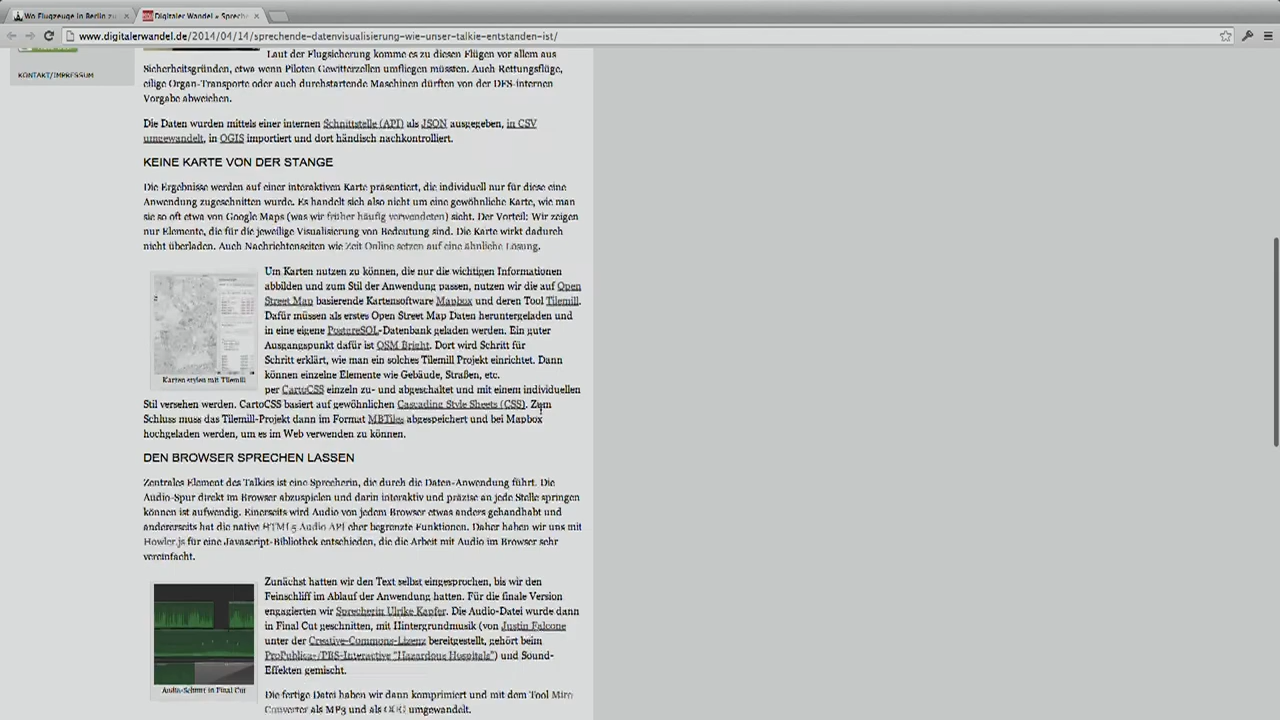 Wo Flugzeuge in Berlin zu
Digitaler Wandel » Spreche
www.digitalerwandel.de/2014/04/14/sprechende-datenvisualisierung-wie-unser-talkie-entstanden-ist/
KONTAKT/IMPRESSUM
Laut der Flugsicherung komme es zu diesen Flügen vor allem aus
Sicherheitsgründen, etwa wenn Piloten Gewitterzellen umfliegen müssten. Auch Rettungsflüge,
eilige Organ-Transporte oder auch durchstartende Maschinen dürften von der DFS-internen
Vorgabe abweichen.
Die Daten wurden mittels einer internen Schnittstelle (API) als JSON ausgegeben, in CSV
umgewandelt, in QGIS importiert und dort händisch nachkontrolliert.
KEINE KARTE VON DER STANGE
Die Ergebnisse werden auf einer interaktiven Karte präsentiert, die individuell nur für diese eine
Anwendung zugeschnitten wurde. Es handelt sich also nicht um eine gewöhnliche Karte, wie man
sie so oft etwa von Google Maps (was wir früher häufig verwendeten) sieht. Der Vorteil: Wir zeigen
nur Elemente, die für die jeweilige Visualisierung von Bedeutung sind. Die Karte wirkt dadurch
nicht überladen. Auch Nachrichtenseiten wie Zeit Online setzen auf eine ähnliche Lösung.
Um Karten nutzen zu können, die nur die wichtigen Informationen
abbilden und zum Stil der Anwendung passen, nutzen wir die auf Open
Street Map basierende Kartensoftware Mapbox und deren Tool Tilemill.
Dafür müssen als erstes Open Street Map Daten heruntergeladen und
in eine eigene PostgreSQL-Datenbank geladen werden. Ein guter
Ausgangspunkt dafür ist OSM Bright. Dort wird Schritt für
Schritt erklärt, wie man ein solches Tilemill Projekt einrichtet. Dann
können einzelne Elemente wie Gebäude, Straßen, etc.
Karten stylen mit Tilemill
per CartoCSS einzeln zu- und abgeschaltet und mit einem individuellen
Stil versehen werden. CartoCSS basiert auf gewöhnlichen Cascading Style Sheets (CSS). Zum
Schluss muss das Tilemill-Projekt dann im Format MBTiles abgespeichert und bei Mapbox
hochgeladen werden, um es im Web verwenden zu können.
DEN BROWSER SPRECHEN LASSEN
Zentrales Element des Talkies ist eine Sprecherin, die durch die Daten-Anwendung führt. Die
Audio-Spur direkt im Browser abzuspielen und darin interaktiv und präzise an jede Stelle springen
können ist aufwendig. Einerseits wird Audio von jedem Browser etwas anders gehandhabt und
andererseits hat die native HTML5 Audio API eher begrenzte Funktionen. Daher haben wir uns mit
Howler.js für eine Javascript-Bibliothek entschieden, die die Arbeit mit Audio im Browser sehr
vereinfacht.
Zunächst hatten wir den Text selbst eingesprochen, bis wir den
Feinschliff im Ablauf der Anwendung hatten. Für die finale Version
engagierten wir Sprecherin Ulrike Kapfer. Die Audio-Datei wurde dann
in Final Cut geschnitten, mit Hintergrundmusik (von Justin Falcone
unter der Creative-Commons-Lizenz bereitgestellt, gehört beim
ProPublica-/PBS-Interactive "Hazardous Hospitals") und Sound-
Effekten gemischt.
Audio-Schnitt in Final Cut
Die fertige Datei haben wir dann komprimiert und mit dem Tool Miro
Converter als MP3 und als OGG umgewandelt.